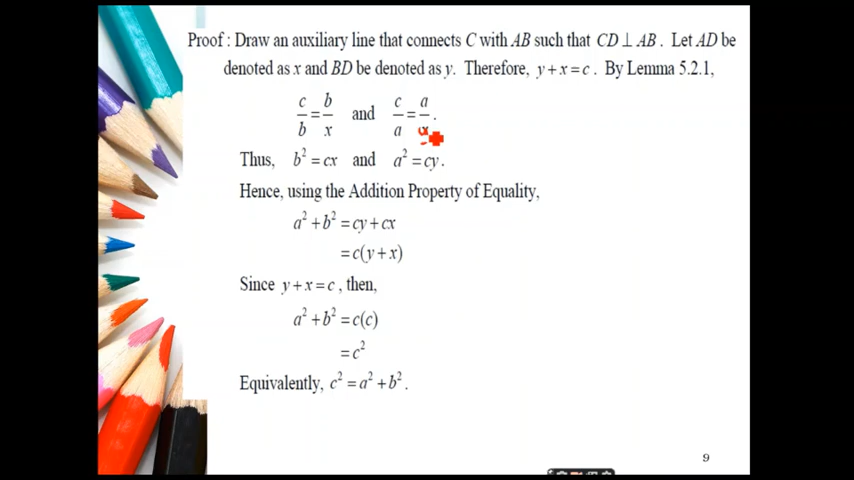 Proof : Draw an auxiliary line that connects C with AB such that CD ⊥ AB. Let AD be
denoted as x and BD be denoted as y. Therefore, y + x = c. By Lemma 5.2.1,
c/b = b/x and c/a = a/x.
Thus, b² = cx and a² = cy.
Hence, using the Addition Property of Equality,
a² + b² = cy + cx
= c(y + x)
Since y + x = c, then,
a² + b² = c(c)
= c²
Equivelently, c² = a² + b².
9